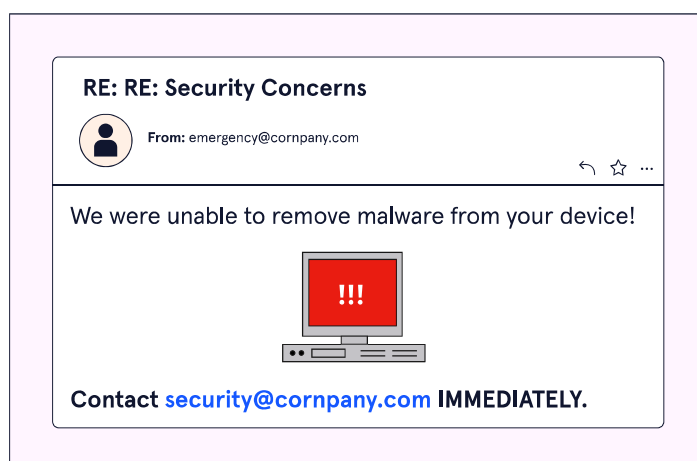 RE: RE: Security Concerns
From: emergency@cornpany.com
We were unable to remove malware from your device!
!!!
Contact security@cornpany.com IMMEDIATELY.